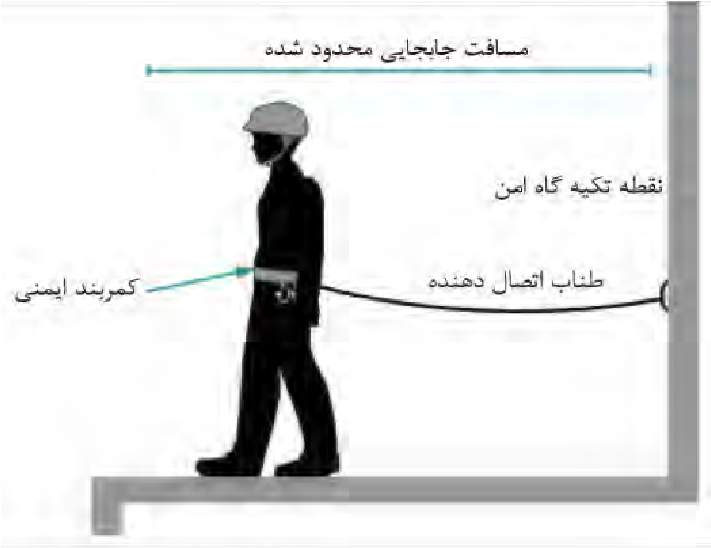 مسافت جابجایی محدود شده
نقطه تکیه گاه امن
طناب اتصال دهنده
کمربند ایمنی